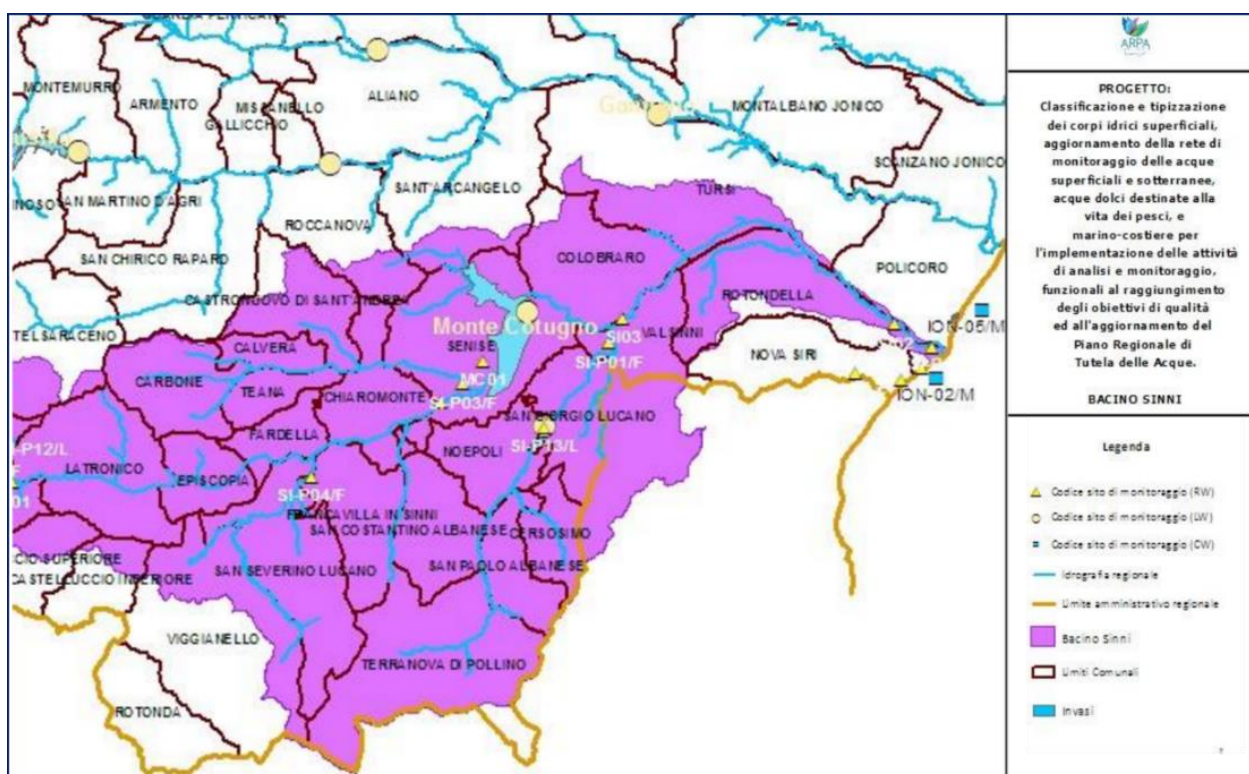 MONTEMURRO
ARMENTO
MISSANELLO
GALLICCHIO
ALIANO
MONTALBANO JONICO
SCANZANO JONICO
SAN MARTINO D'AGRI
SANT'ARCANGELO
TURSI
ROCCANOVA
SAN CHIRICO RAPARO
COLOBRARO
POLICORO
CASTRONUOVO DI SANT'ANDREA
ROTONDELLA
Monte Cotugno
SENISE
SI03
VALSINNI
ION-05/M
CALVERA
SI-P01/F
NOVA SIRI
CARBONE
TEANA
MC01
CHIAROMONTE
SI-P03/F
ION-02/M
SAN GIORGIO LUCANO
FARDELLA
NOEPOLI
SI-P13/L
LATRONICO
EPISCOPIA
SI-P04/F
FRANCAVILLA IN SINNI
SAN COSTANTINO ALBANESE
CERSOSIMO
SAN PAOLO ALBANESE
SAN SEVERINO LUCANO
CASTELLUCCIO INFERIORE
VIGGIANELLO
TERRANOVA DI POLLINO
ROTONDA
ARPA
PROGETTO:
Classificazione e tipizzazione
dei corpi idrici superficiali,
aggiornamento della rete di
monitoraggio delle acque
superficiali e sotterranee,
acque dolci destinate alla
vita dei pesci, e
marino-costiere per
l'implementazione delle attività
di analisi e monitoraggio,
funzionali al raggiungimento
degli obiettivi di qualità
ed all'aggiornamento del
Piano Regionale di
Tutela delle Acque.
BACINO SINNI
Legenda
Codice sito di monitoraggio (RW)
Codice sito di monitoraggio (LW)
Codice sito di monitoraggio (CW)
Idrografia regionale
Limite amministrativo regionale
Bacino Sinni
Limiti Comunali
Invasi